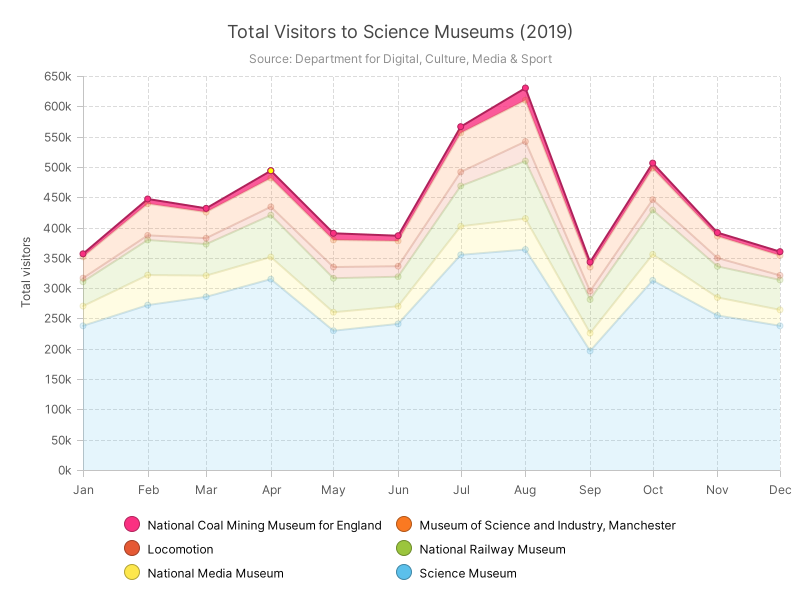 Total Visitors to Science Museums (2019)
Source: Department for Digital, Culture, Media & Sport
Total visitors
650k
600k
550k
500k
450k
400k
350k
300k
250k
200k
150k
100k
50k
0k
Jan Feb Mar Apr May Jun Jul Aug Sep Oct Nov Dec
National Coal Mining Museum for England Museum of Science and Industry, Manchester
Locomotion National Railway Museum
National Media Museum Science Museum